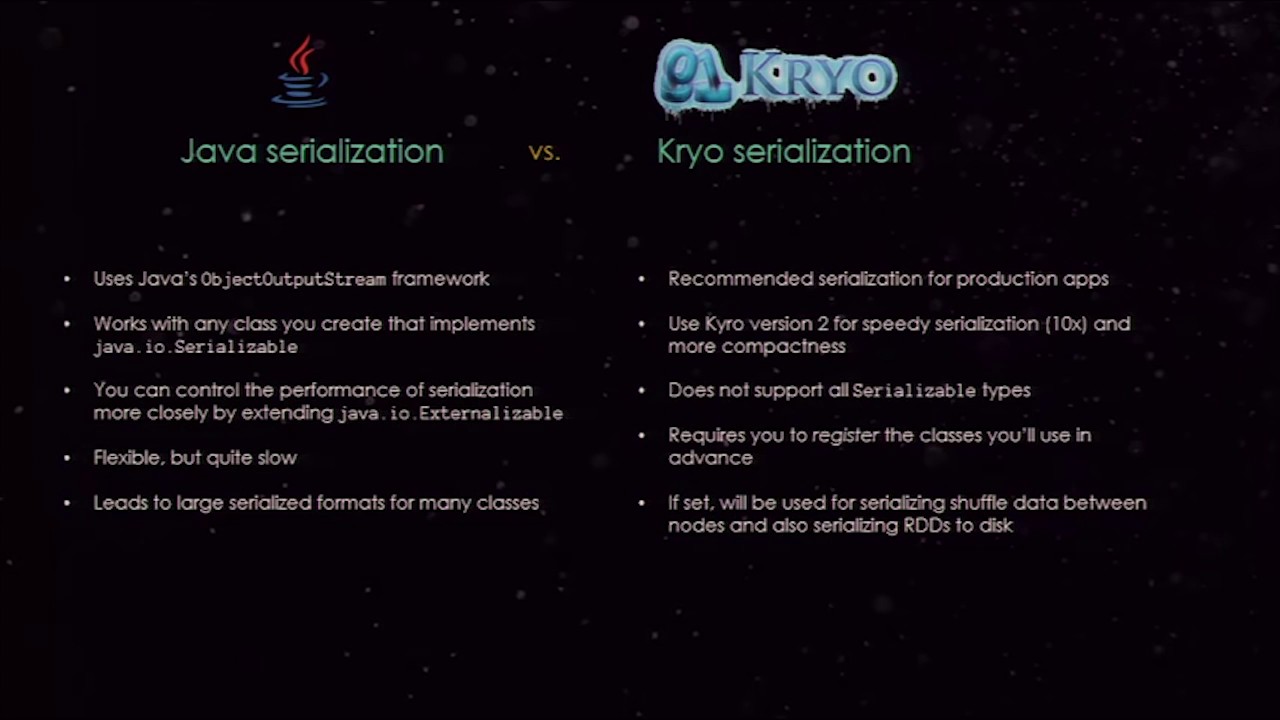 KRYO
Java serialization
vs.
Kryo serialization
• Uses Java's ObjectOutputStream framework
• Works with any class you create that implements
java.io.Serializable
• You can control the performance of serialization
more closely by extending java.io.Externalizable
• Flexible, but quite slow
• Leads to large serialized formats for many classes
• Recommended serialization for production apps
• Use Kyro version 2 for speedy serialization (10x) and
more compactness
• Does not support all Serializable types
• Requires you to register the classes you'll use in
advance
• If set, will be used for serializing shuffle data between
nodes and also serializing RDDs to disk